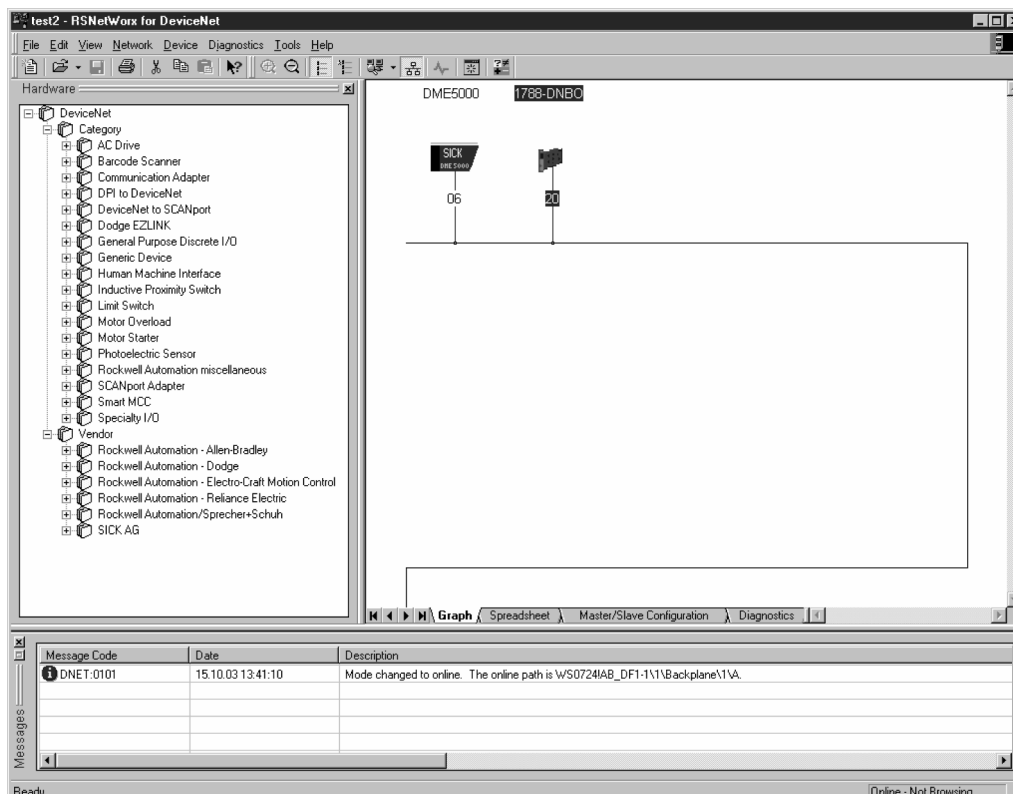 test2 - RSNetWorx for DeviceNet
File Edit View Network Device Diagnostics Tools Help
Hardware
DeviceNet
Category
AC Drive
Barcode Scanner
Communication Adapter
DPI to DeviceNet
DeviceNet to SCANport
Dodge EZLINK
General Purpose Discrete I/O
Generic Device
Human Machine Interface
Inductive Proximity Switch
Limit Switch
Motor Overload
Motor Starter
Photoelectric Sensor
Rockwell Automation miscellaneous
SCANport Adapter
Smart MCC
Specialty I/O
Vendor
Rockwell Automation - Allen-Bradley
Rockwell Automation - Dodge
Rockwell Automation - Electro-Craft Motion Control
Rockwell Automation - Reliance Electric
Rockwell Automation/Sprecher+Schuh
SICK AG
DME5000 1788-DNBO
SICK
DME5000
06 20
Graph Spreadsheet Master/Slave Configuration Diagnostics
Messages
Message Code Date Description
DNET:0101 15.10.03 13:41:10 Mode changed to online. The online path is WS0724!AB_DF1-1\1\Backplane\1\A.
Ready Online - Not Browsing